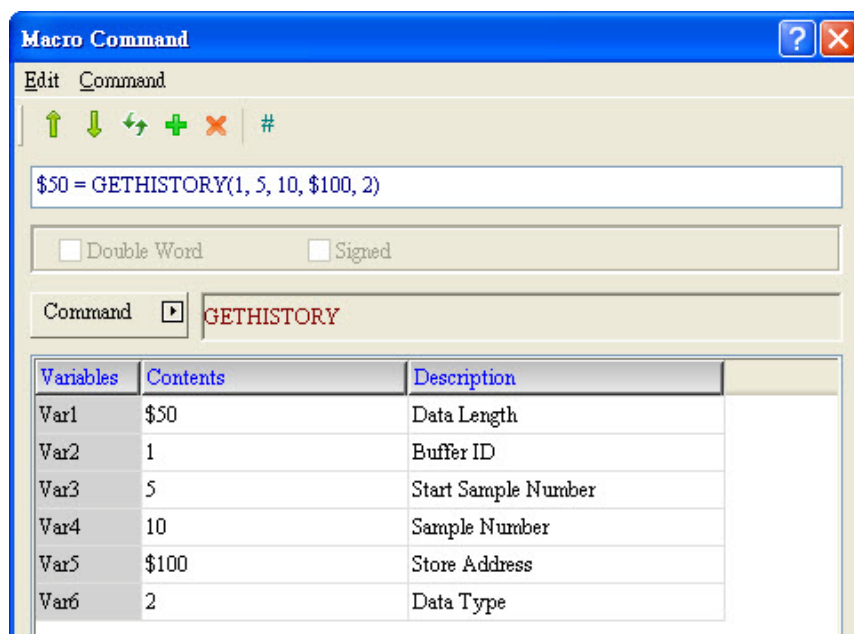 Macro Command
Edit Command
#
$50 = GETHISTORY(1, 5, 10, $100, 2)
Double Word Signed
Command GETHISTORY
Variables Contents Description
Var1 $50 Data Length
Var2 1 Buffer ID
Var3 5 Start Sample Number
Var4 10 Sample Number
Var5 $100 Store Address
Var6 2 Data Type